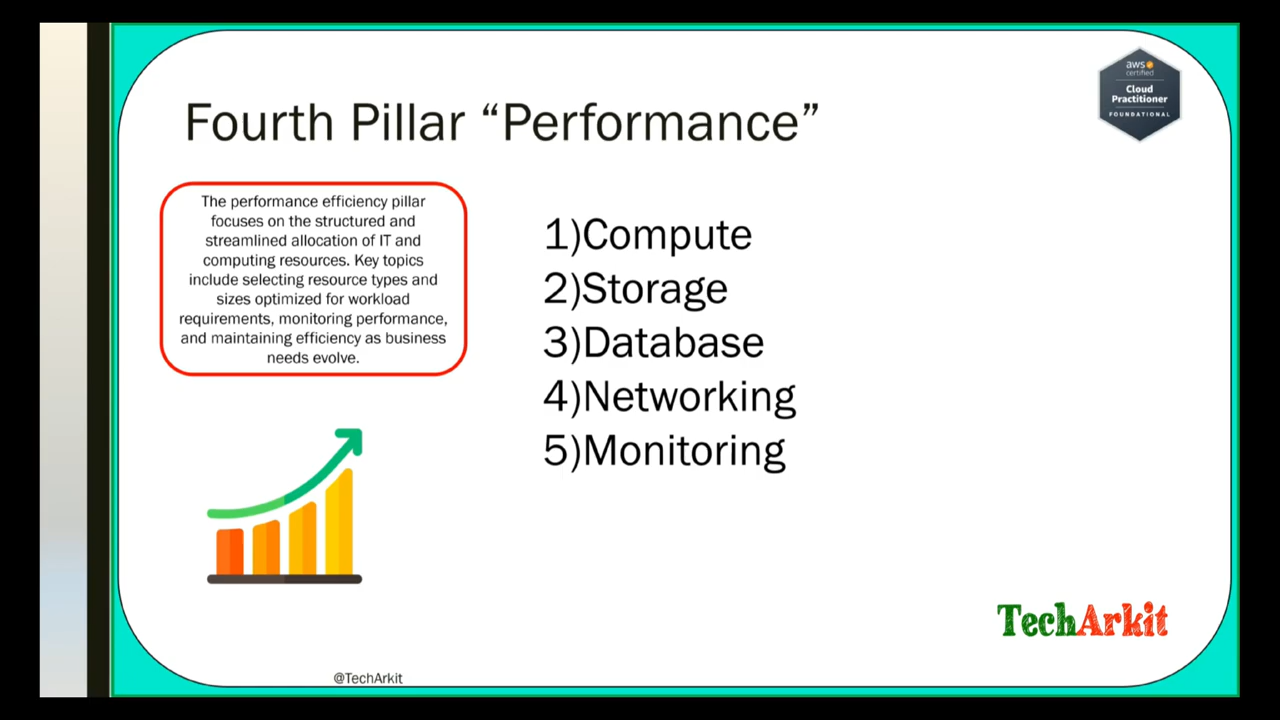 aws
certified
Cloud
Practitioner
FOUNDATIONAL
Fourth Pillar “Performance”
The performance efficiency pillar
focuses on the structured and
streamlined allocation of IT and
computing resources. Key topics
include selecting resource types and
sizes optimized for workload
requirements, monitoring performance,
and maintaining efficiency as business
needs evolve.
1)Compute
2)Storage
3)Database
4)Networking
5)Monitoring
TechArkit
@TechArkit